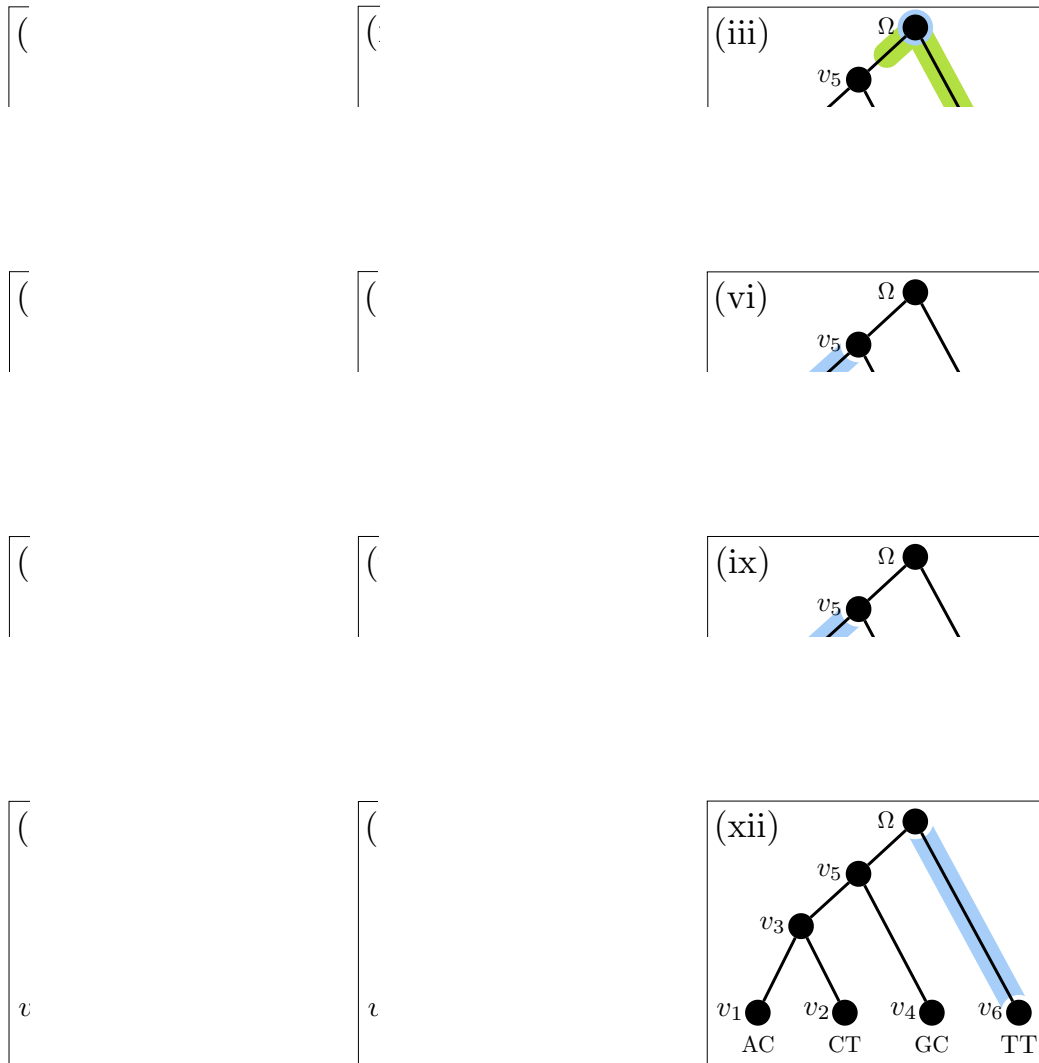 (iii)
Ω
v5
(vi)
Ω
v5
(ix)
Ω
v5
(xii)
Ω
v5
v3
v1 v2 v4 v6
AC CT GC TT